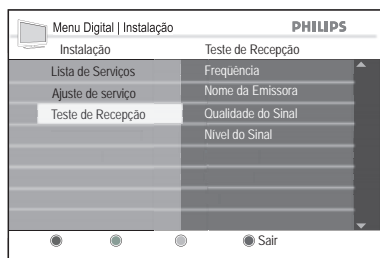 Menu Digital | Instalação PHILIPS
Instalação Teste de Recepção
Lista de Serviços Freqüência
Ajuste de serviço Nome da Emissora
Teste de Recepção Qualidade do Sinal
Nível do Sinal
Sair